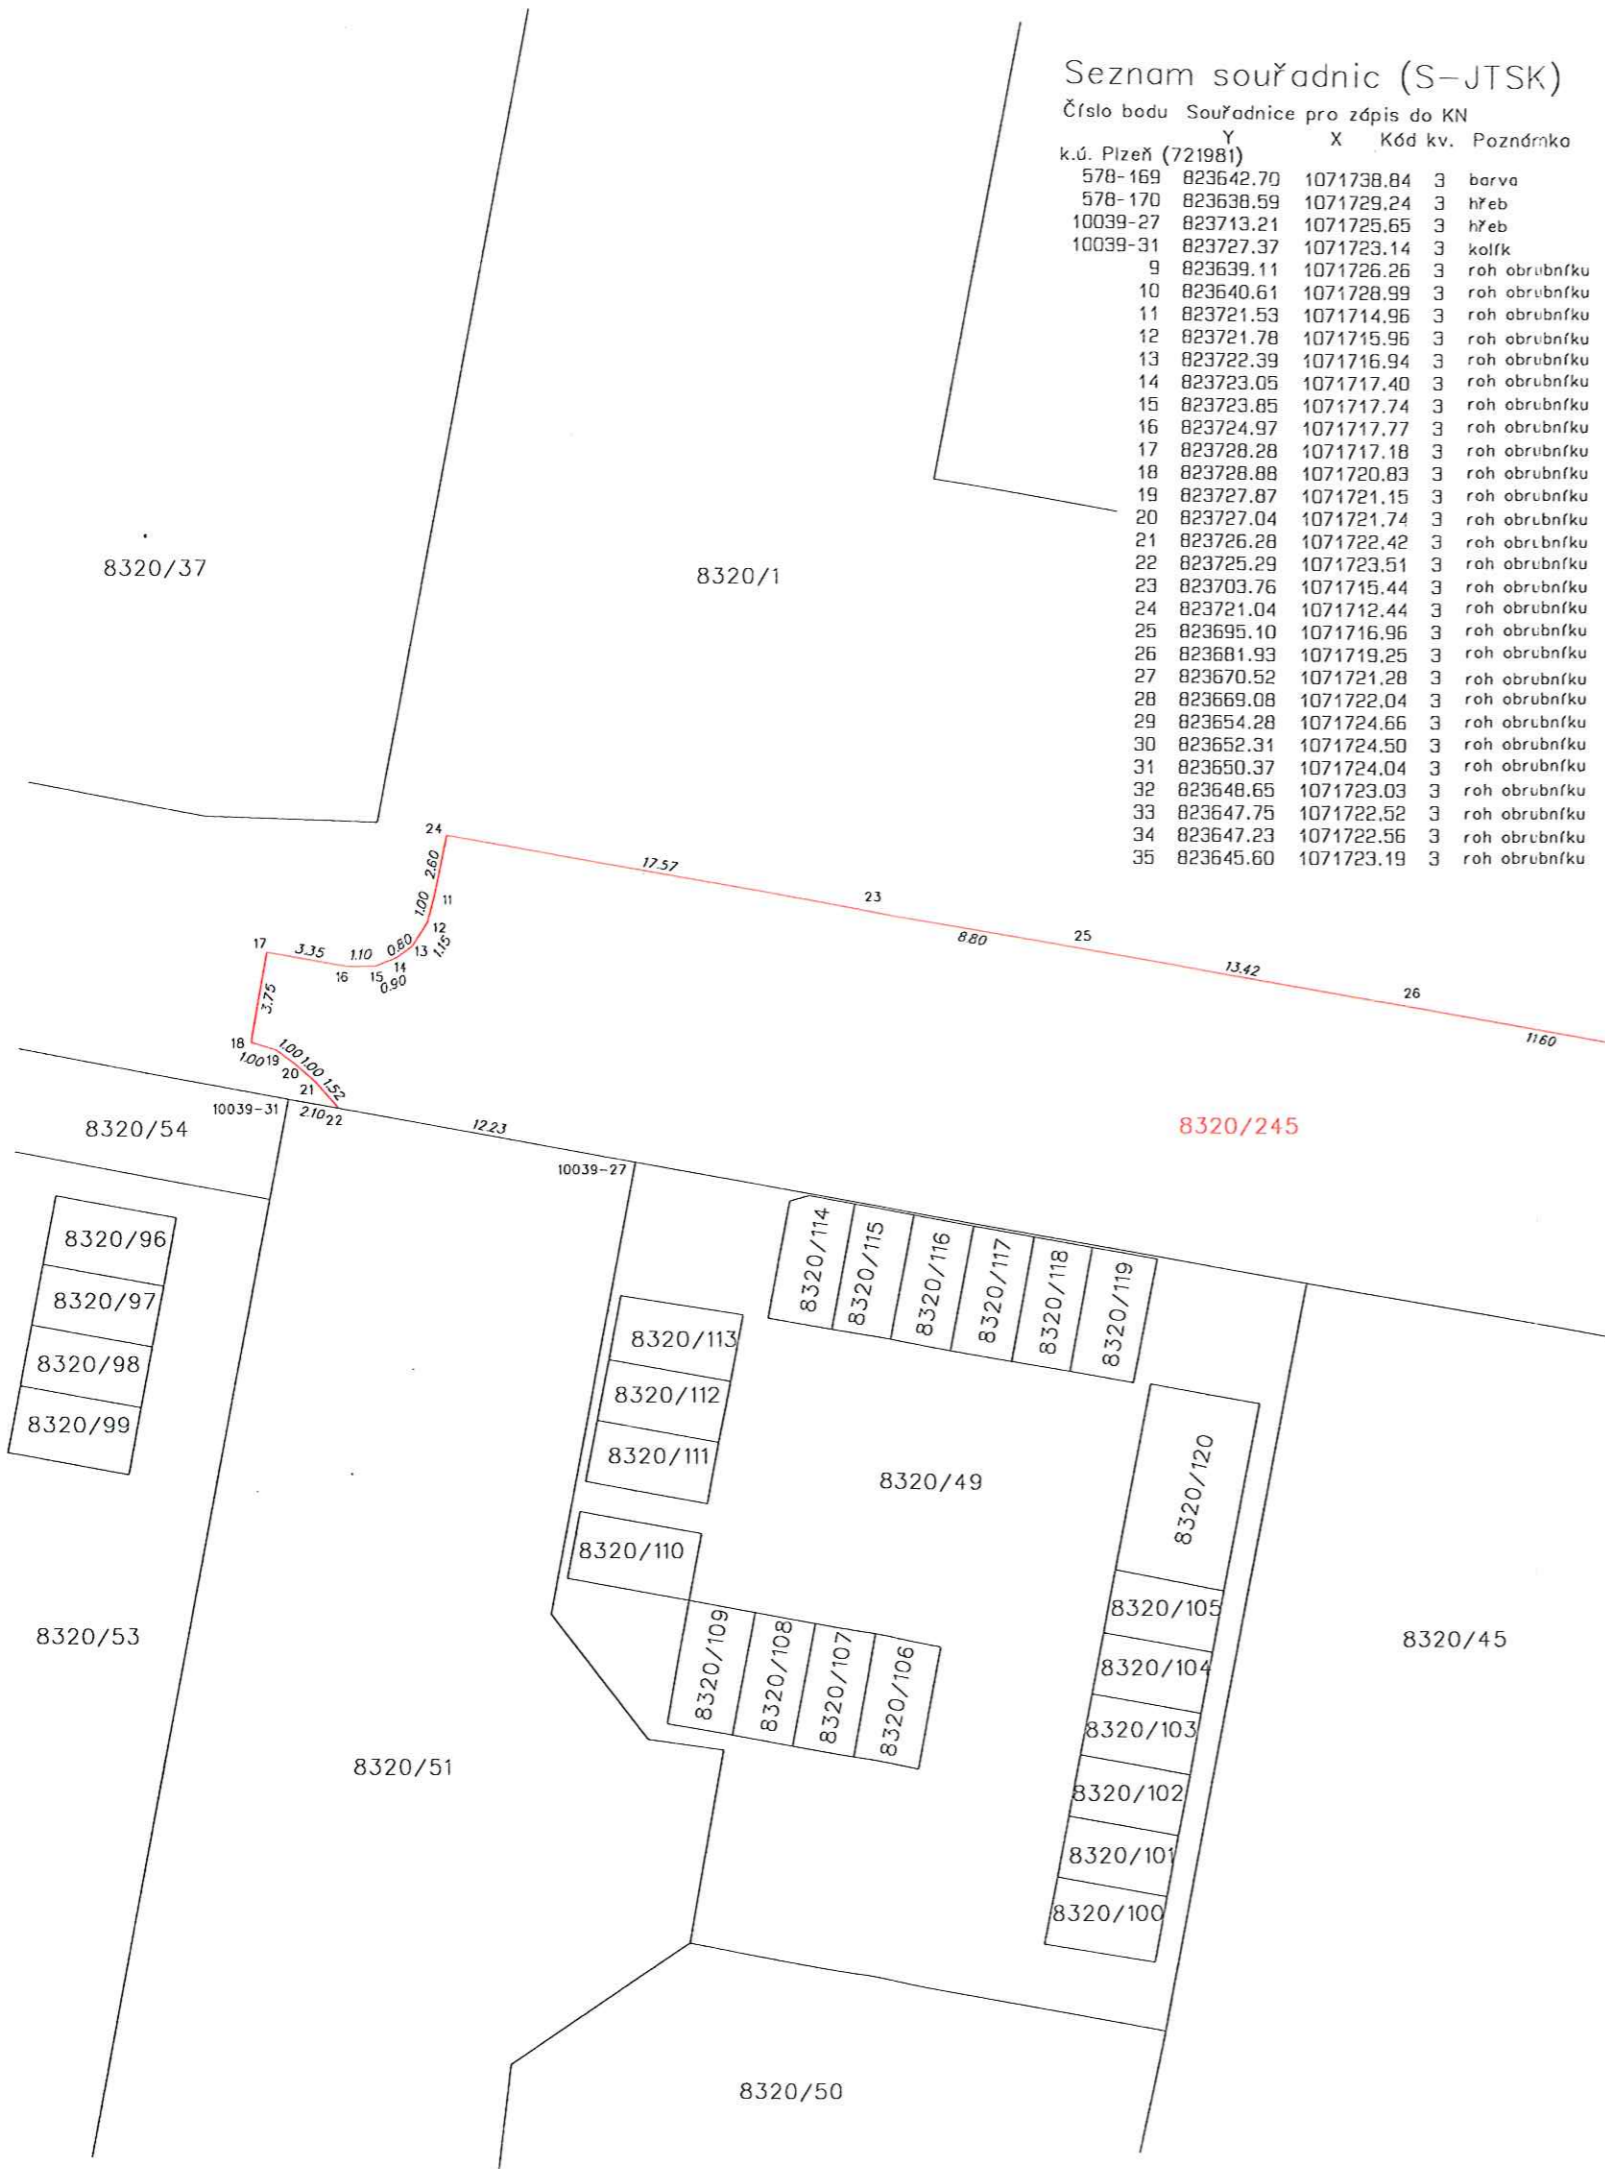 Seznam souřadnic (S-JTSK)
Číslo bodu Souřadnice pro zápis do KN
Y X Kód kv. Poznámka
k.ú. Plzeň (721981)
578-169 823642.70 1071738.84 3 barva
578-170 823638.59 1071729.24 3 hřeb
10039-27 823713.21 1071725.65 3 hřeb
10039-31 823727.37 1071723.14 3 kolík
9 823639.11 1071726.26 3 roh obrubníku
10 823640.61 1071728.99 3 roh obrubníku
11 823721.53 1071714.96 3 roh obrubníku
12 823721.78 1071715.96 3 roh obrubníku
13 823722.39 1071716.94 3 roh obrubníku
14 823723.05 1071717.40 3 roh obrubníku
15 823723.85 1071717.74 3 roh obrubníku
16 823724.97 1071717.77 3 roh obrubníku
17 823728.28 1071717.18 3 roh obrubníku
18 823728.88 1071720.83 3 roh obrubníku
19 823727.87 1071721.15 3 roh obrubníku
20 823727.04 1071721.74 3 roh obrubníku
21 823726.28 1071722.42 3 roh obrubníku
22 823725.29 1071723.51 3 roh obrubníku
23 823703.76 1071715.44 3 roh obrubníku
24 823721.04 1071712.44 3 roh obrubníku
25 823695.10 1071716.96 3 roh obrubníku
26 823681.93 1071719.25 3 roh obrubníku
27 823670.52 1071721.28 3 roh obrubníku
28 823669.08 1071722.04 3 roh obrubníku
29 823654.28 1071724.66 3 roh obrubníku
30 823652.31 1071724.50 3 roh obrubníku
31 823650.37 1071724.04 3 roh obrubníku
32 823648.65 1071723.03 3 roh obrubníku
33 823647.75 1071722.52 3 roh obrubníku
34 823647.23 1071722.56 3 roh obrubníku
35 823645.60 1071723.19 3 roh obrubníku
8320/37
8320/1
24
2.60
17.57
23
8.80
25
13.42
26
11.60
1.00
11
12
1.15
13
0.80
14
0.90
15
1.10
16
3.35
17
3.75
18
1.00
19
1.00
20
1.00
21
1.52
22
2.10
10039-31
12.23
10039-27
8320/245
8320/54
8320/96
8320/97
8320/98
8320/99
8320/114
8320/115
8320/116
8320/117
8320/118
8320/119
8320/113
8320/112
8320/111
8320/110
8320/49
8320/120
8320/105
8320/104
8320/103
8320/102
8320/101
8320/100
8320/109
8320/108
8320/107
8320/106
8320/53
8320/45
8320/51
8320/50